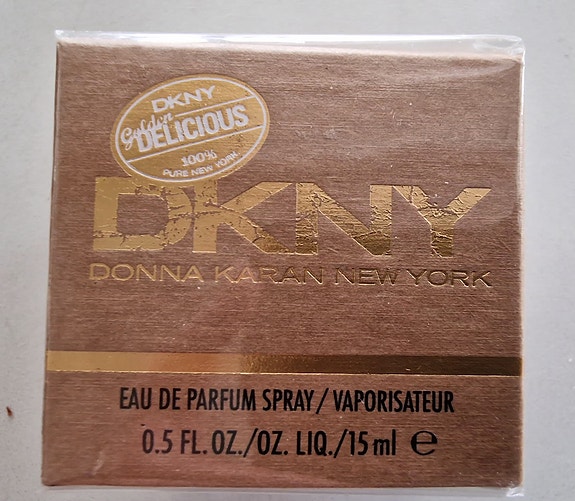 DKNY
Golden
DELICIOUS
100%
PURE NEW YORK
DKNY
DONNA KARAN NEW YORK
EAU DE PARFUM SPRAY / VAPORISATEUR
0.5 FL. OZ./OZ. LIQ./15 ml ℮